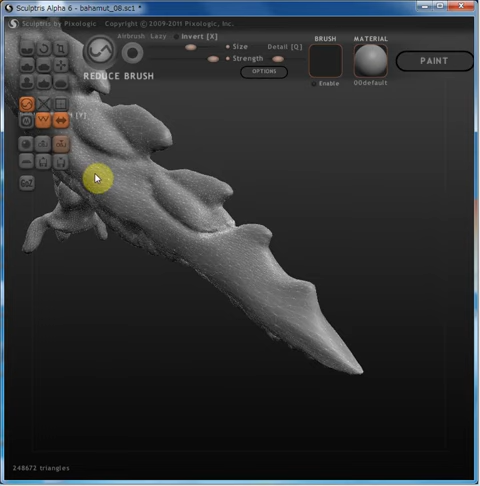 Sculptris Alpha 6 - bahamut_08.sc1 *
Sculptris by Pixologic Copyright © 2009-2011 Pixologic, Inc.
Airbrush Lazy Invert [X]
Size Detail [Q]
Strength
OPTIONS
REDUCE BRUSH
BRUSH
Enable
MATERIAL
00default
PAINT
[Y]
248672 triangles